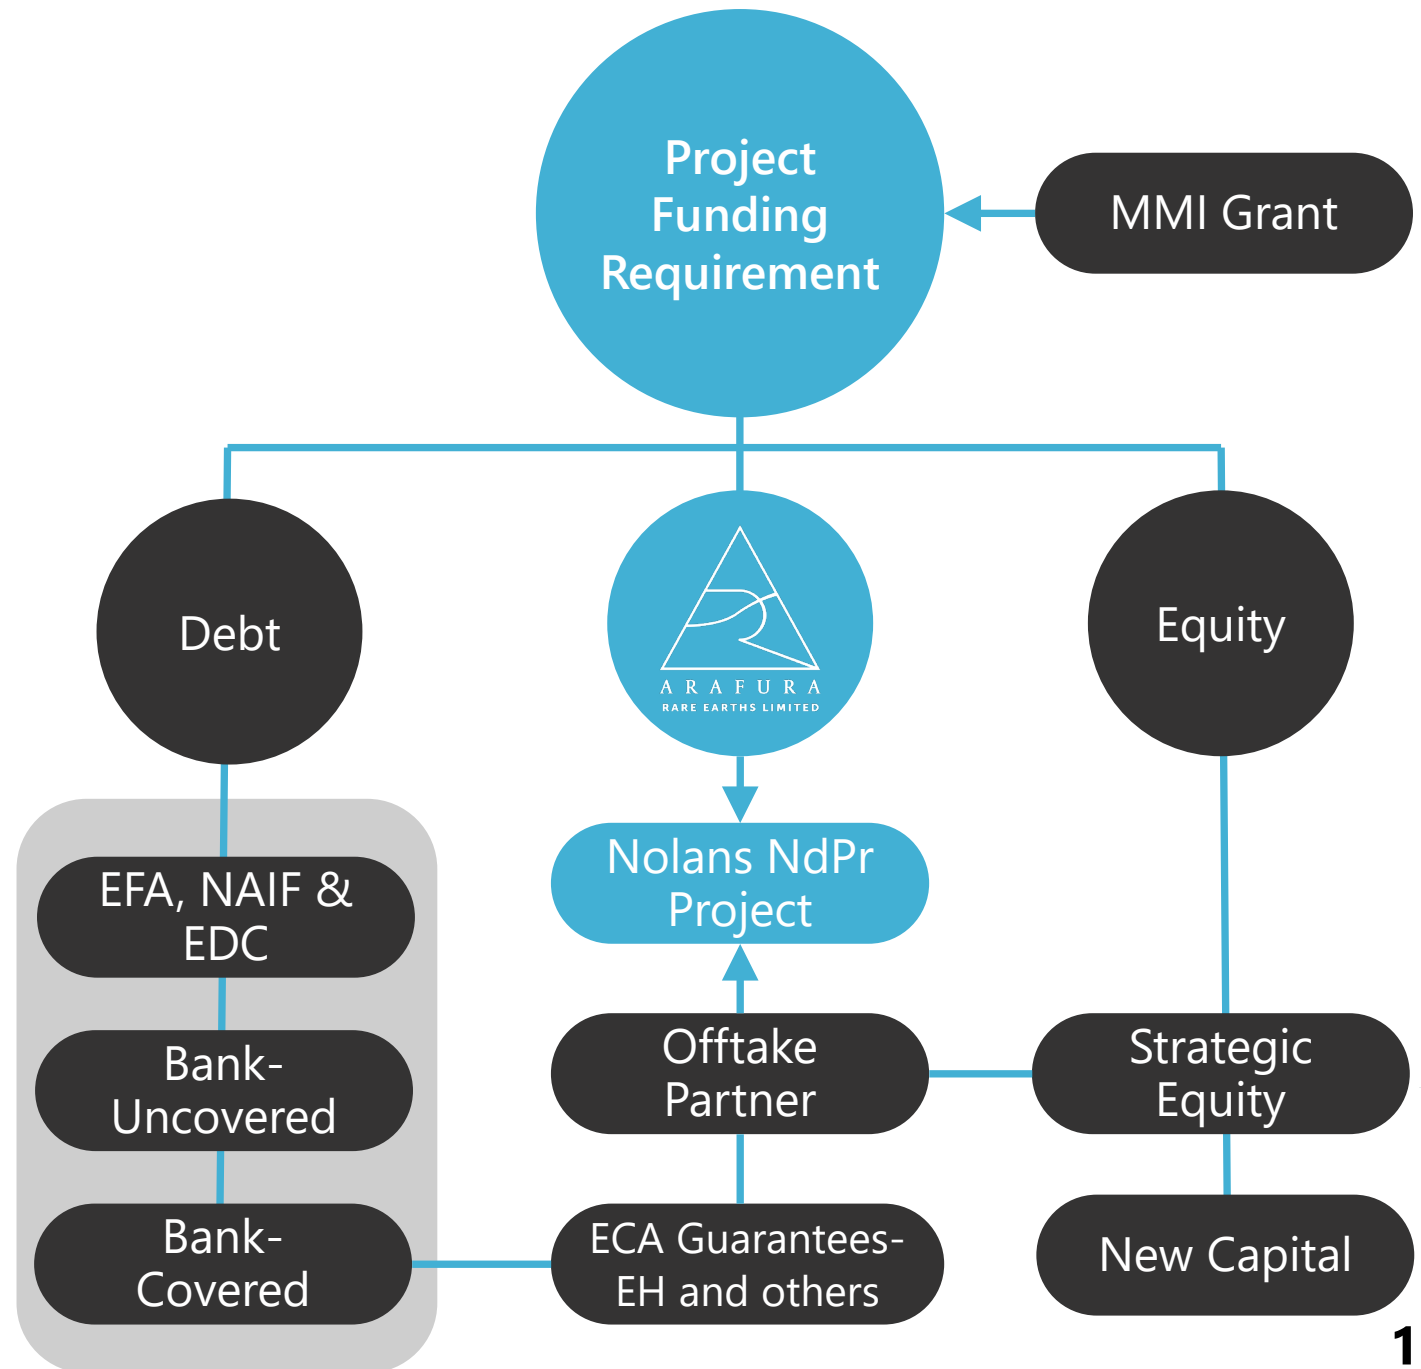 Project
Funding
Requirement
MMI Grant
Debt
ARAFURA
RARE EARTHS LIMITED
Equity
EFA, NAIF &
EDC
Nolans NdPr
Project
Bank-
Uncovered
Offtake
Partner
Strategic
Equity
Bank-
Covered
ECA Guarantees-
EH and others
New Capital
1